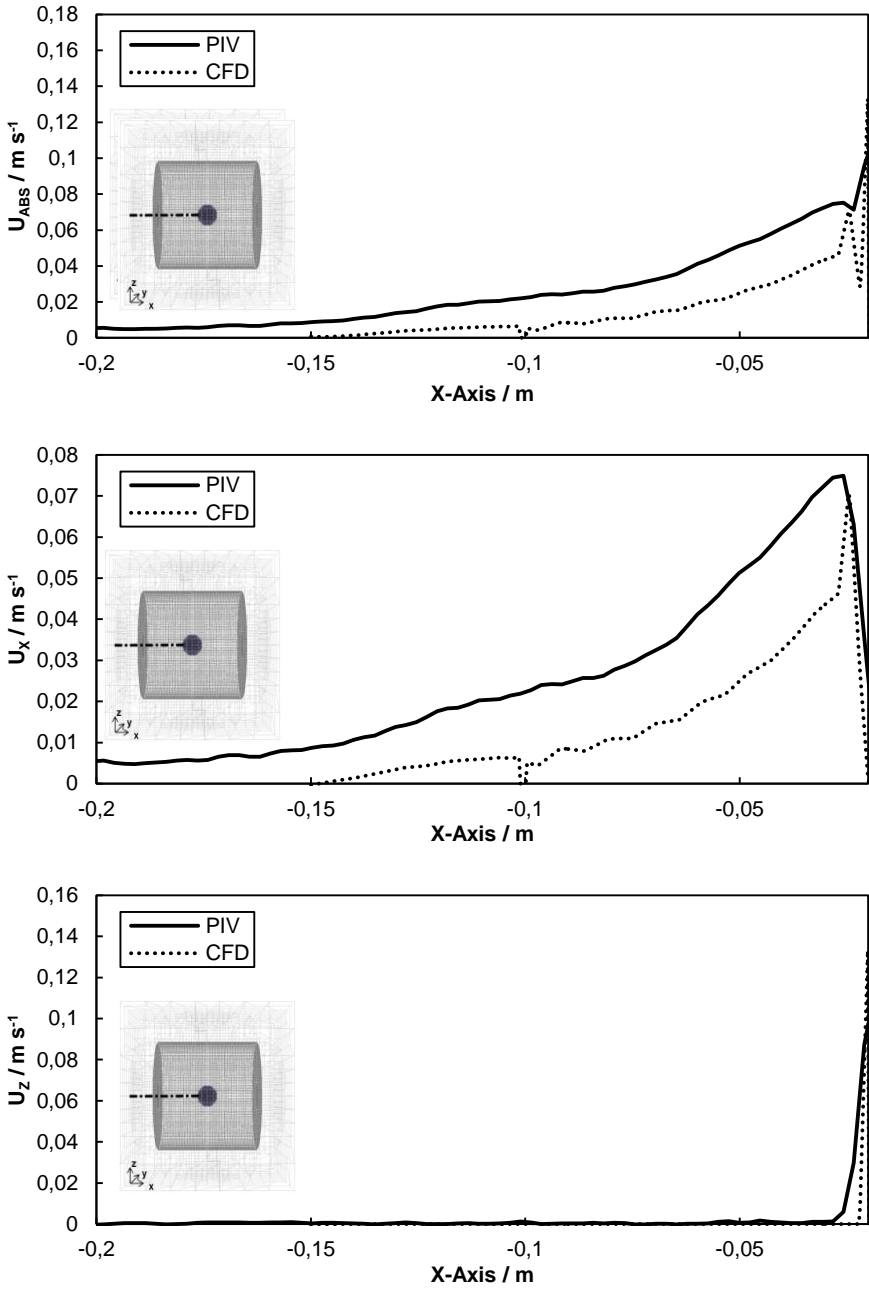 0,18
0,16
0,14
0,12
0,1
0,08
0,06
0,04
0,02
0
U_ABS / m s⁻¹
PIV
CFD
z
y
x
-0,2
-0,15
-0,1
-0,05
X-Axis / m
0,08
0,07
0,06
0,05
0,04
0,03
0,02
0,01
0
U_X / m s⁻¹
PIV
CFD
z
y
x
-0,2
-0,15
-0,1
-0,05
X-Axis / m
0,16
0,14
0,12
0,1
0,08
0,06
0,04
0,02
0
U_Z / m s⁻¹
PIV
CFD
z
y
x
-0,2
-0,15
-0,1
-0,05
X-Axis / m